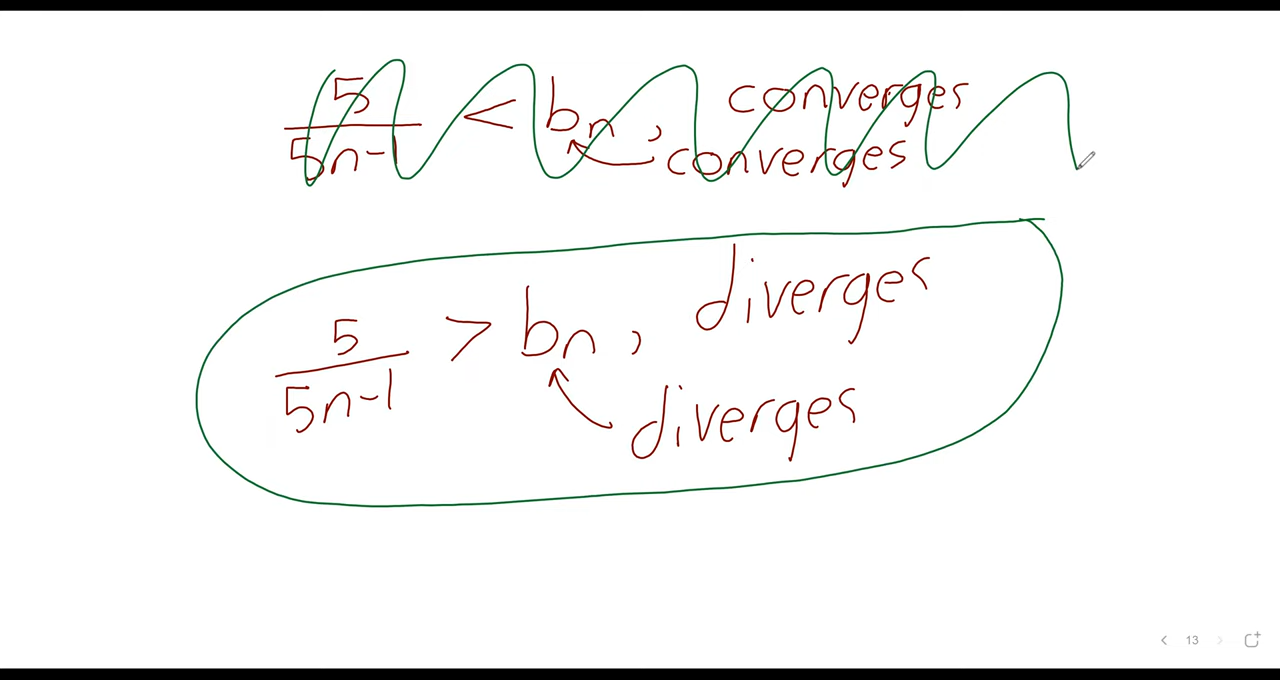 5/(5n-1) < bn, converges
converges
5/(5n-1) > bn, diverges
diverges
13